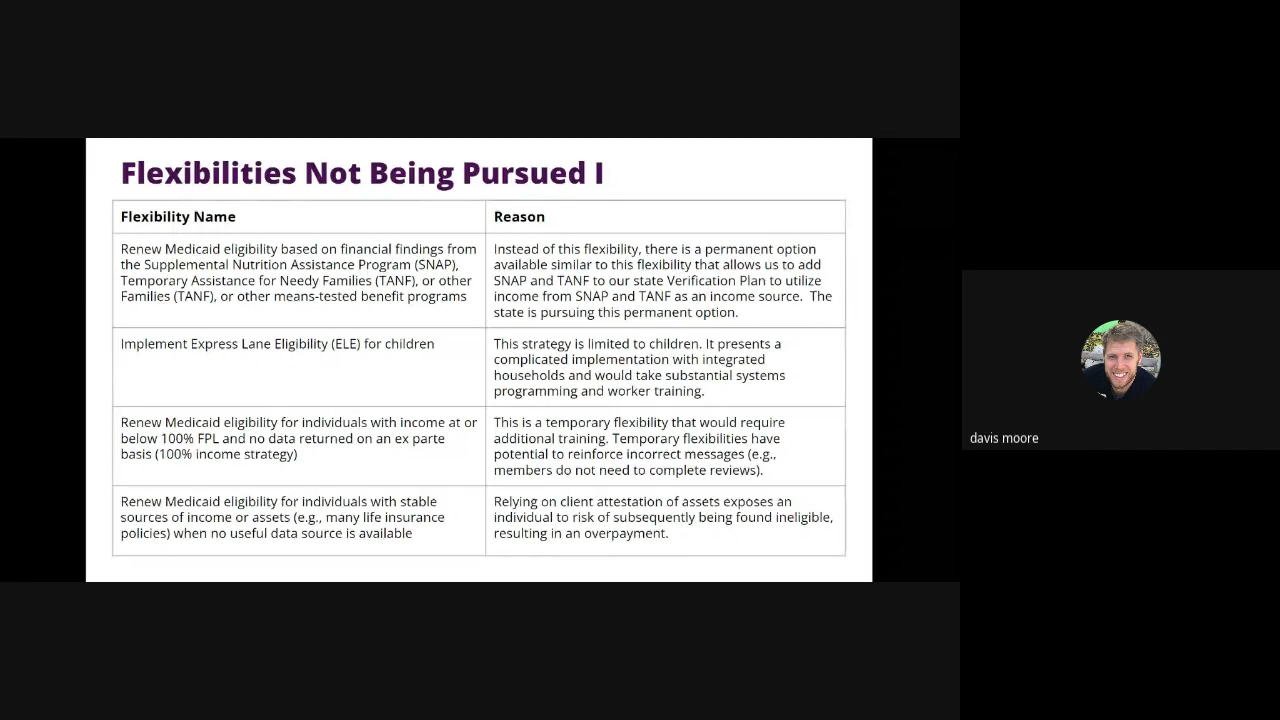 Flexibilities Not Being Pursued I
Flexibility Name
Reason
Renew Medicaid eligibility based on financial findings from
the Supplemental Nutrition Assistance Program (SNAP),
Temporary Assistance for Needy Families (TANF), or other
Families (TANF), or other means-tested benefit programs
Instead of this flexibility, there is a permanent option
available similar to this flexibility that allows us to add
SNAP and TANF to our state Verification Plan to utilize
income from SNAP and TANF as an income source.  The
state is pursuing this permanent option.
Implement Express Lane Eligibility (ELE) for children
This strategy is limited to children. It presents a
complicated implementation with integrated
households and would take substantial systems
programming and worker training.
Renew Medicaid eligibility for individuals with income at or
below 100% FPL and no data returned on an ex parte
basis (100% income strategy)
This is a temporary flexibility that would require
additional training. Temporary flexibilities have
potential to reinforce incorrect messages (e.g.,
members do not need to complete reviews).
Renew Medicaid eligibility for individuals with stable
sources of income or assets (e.g., many life insurance
policies) when no useful data source is available
Relying on client attestation of assets exposes an
individual to risk of subsequently being found ineligible,
resulting in an overpayment.
davis moore